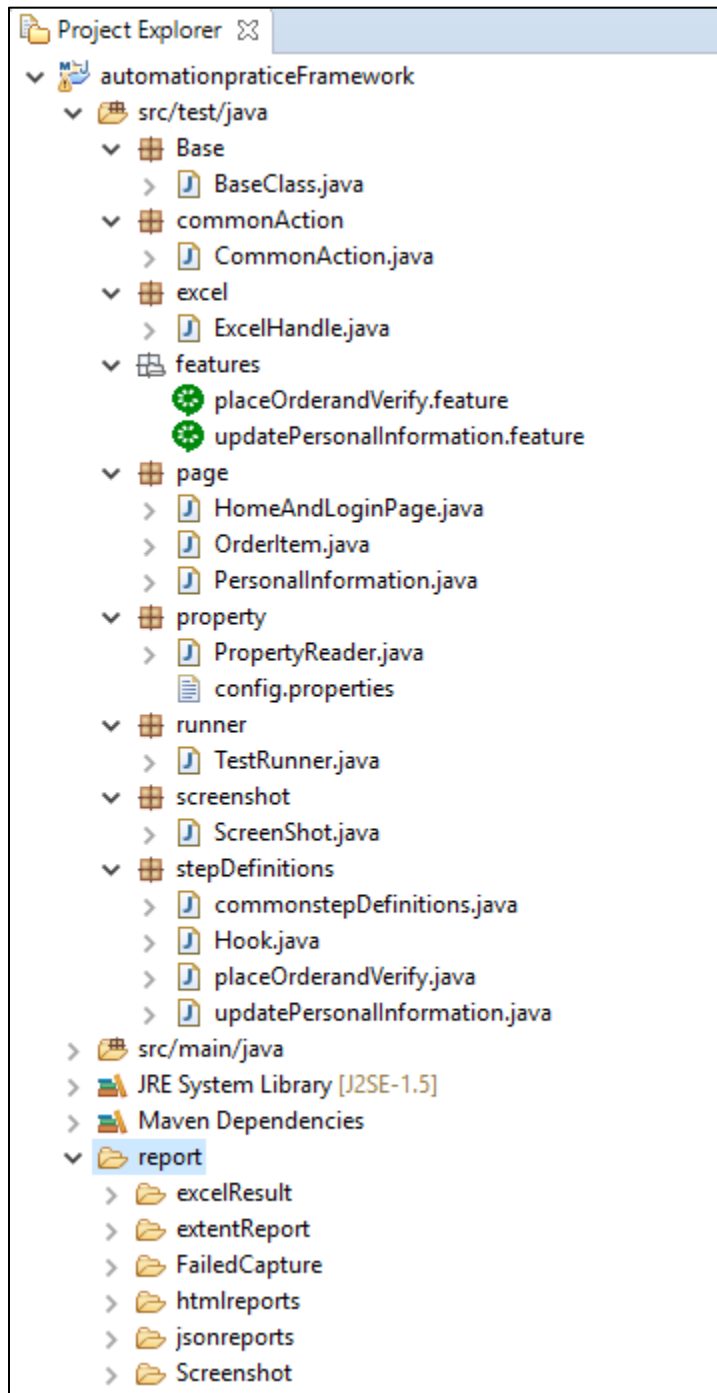 Project Explorer
automationpraticeFramework
src/test/java
Base
BaseClass.java
commonAction
CommonAction.java
excel
ExcelHandle.java
features
placeOrderandVerify.feature
updatePersonalInformation.feature
page
HomeAndLoginPage.java
OrderItem.java
PersonalInformation.java
property
PropertyReader.java
config.properties
runner
TestRunner.java
screenshot
ScreenShot.java
stepDefinitions
commonstepDefinitions.java
Hook.java
placeOrderandVerify.java
updatePersonalInformation.java
src/main/java
JRE System Library [J2SE-1.5]
Maven Dependencies
report
excelResult
extentReport
FailedCapture
htmlreports
jsonreports
Screenshot